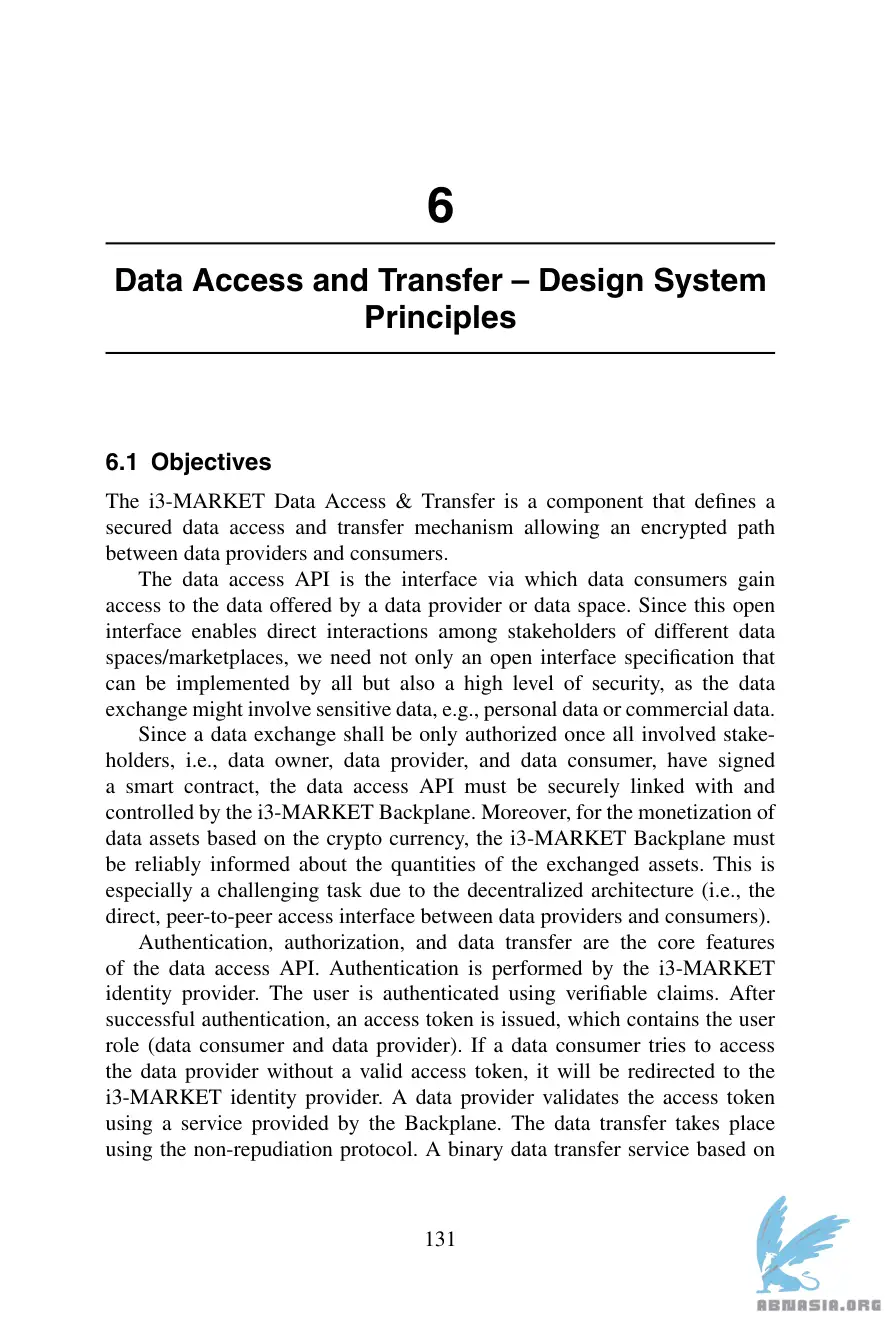 6
Data Access and Transfer – Design System
Principles
6.1 Objectives
The i3-MARKET Data Access & Transfer is a component that defines a
secured data access and transfer mechanism allowing an encrypted path
between data providers and consumers.
The data access API is the interface via which data consumers gain
access to the data offered by a data provider or data space. Since this open
interface enables direct interactions among stakeholders of different data
spaces/marketplaces, we need not only an open interface specification that
can be implemented by all but also a high level of security, as the data
exchange might involve sensitive data, e.g., personal data or commercial data.
Since a data exchange shall be only authorized once all involved stake-
holders, i.e., data owner, data provider, and data consumer, have signed
a smart contract, the data access API must be securely linked with and
controlled by the i3-MARKET Backplane. Moreover, for the monetization of
data assets based on the crypto currency, the i3-MARKET Backplane must
be reliably informed about the quantities of the exchanged assets. This is
especially a challenging task due to the decentralized architecture (i.e., the
direct, peer-to-peer access interface between data providers and consumers).
Authentication, authorization, and data transfer are the core features
of the data access API. Authentication is performed by the i3-MARKET
identity provider. The user is authenticated using verifiable claims. After
successful authentication, an access token is issued, which contains the user
role (data consumer and data provider). If a data consumer tries to access
the data provider without a valid access token, it will be redirected to the
i3-MARKET identity provider. A data provider validates the access token
using a service provided by the Backplane. The data transfer takes place
using the non-repudiation protocol. A binary data transfer service based on
131
ABNASIA.ORG